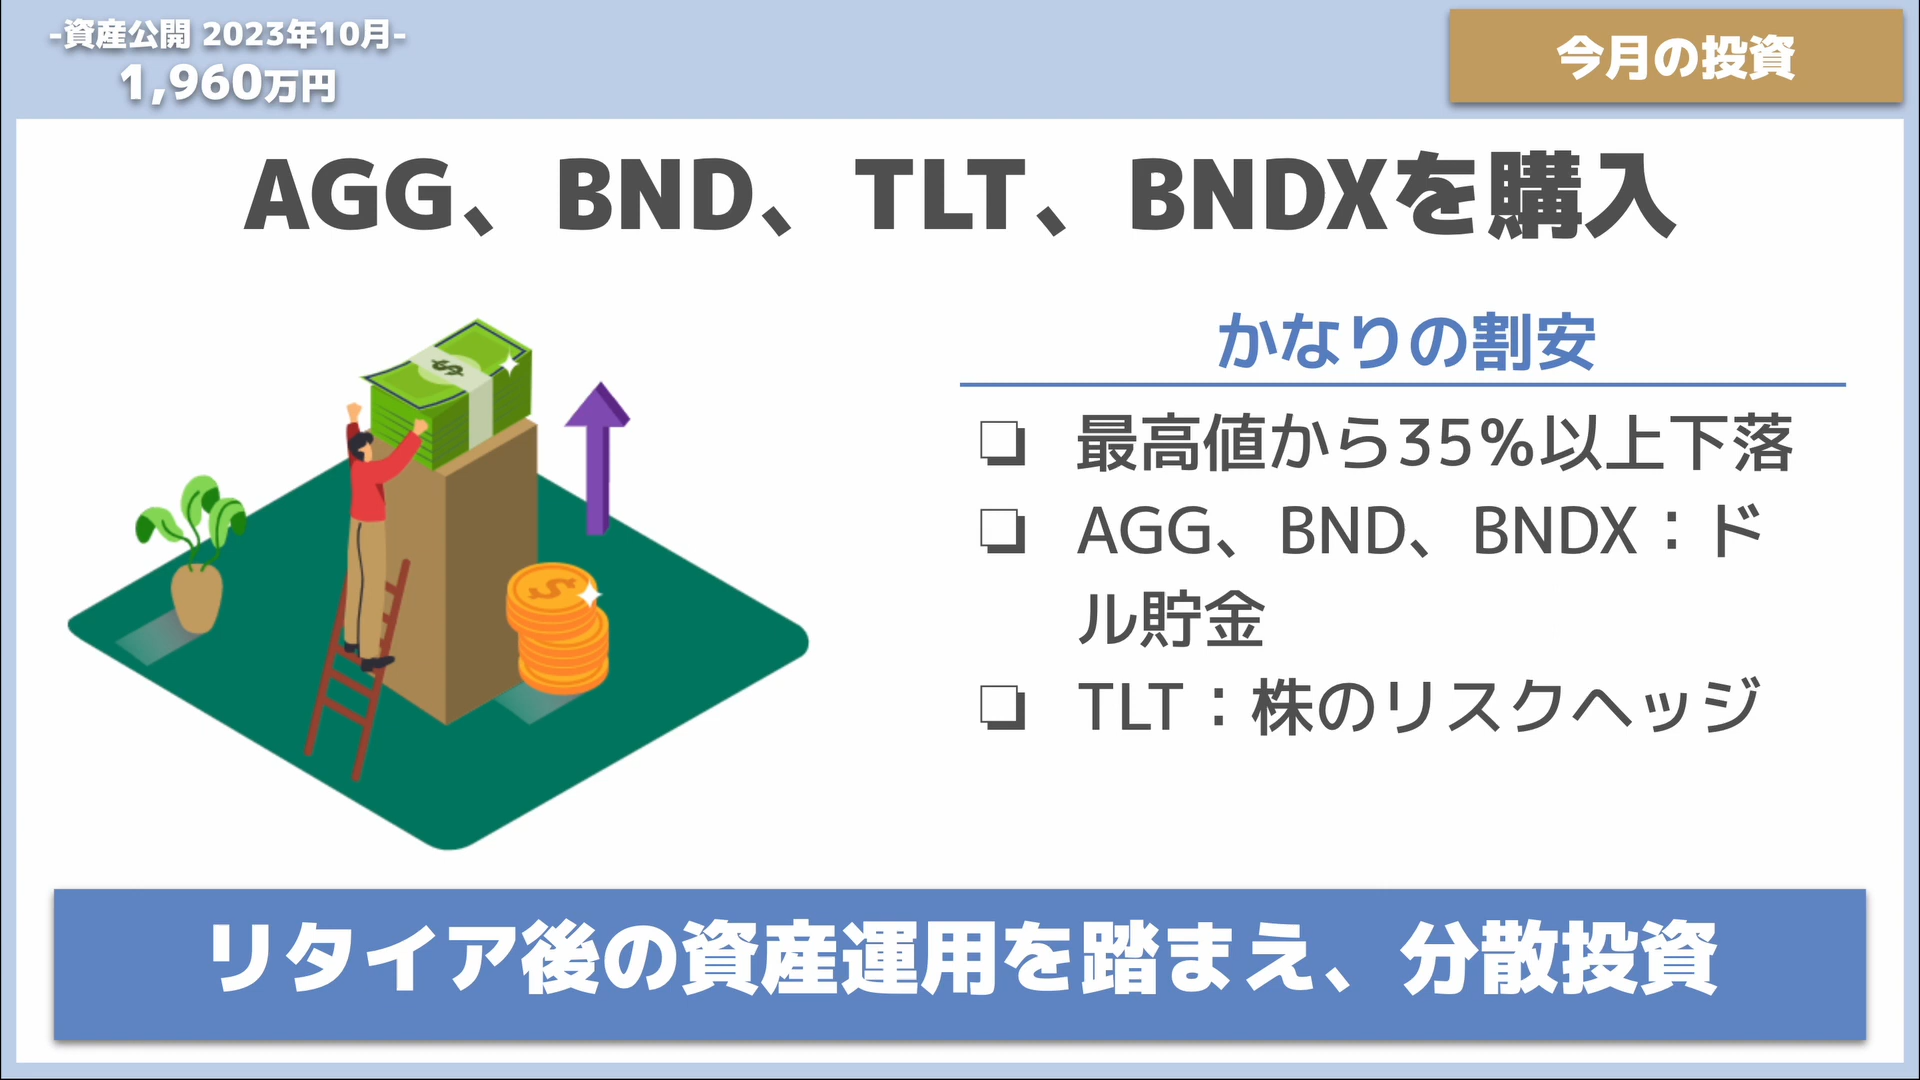 -資産公開 2023年10月-
1,960万円
今月の投資
AGG、BND、TLT、BNDXを購入
かなりの割安
❏ 最高値から35%以上下落
❏ AGG、BND、BNDX：ド
ル貯金
❏ TLT：株のリスクヘッジ
$
$
リタイア後の資産運用を踏まえ、分散投資